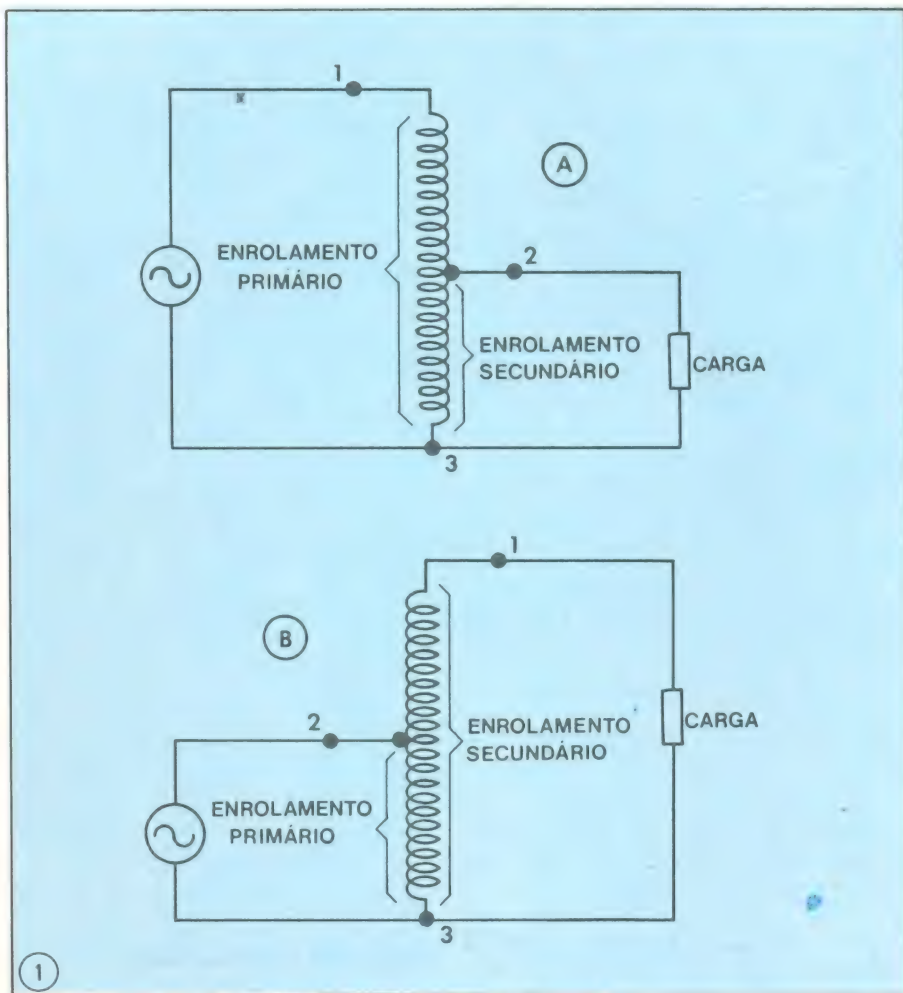 1
A
ENROLAMENTO
PRIMÁRIO
2
ENROLAMENTO
SECUNDÁRIO
CARGA
3
1
B
2
ENROLAMENTO
SECUNDÁRIO
CARGA
ENROLAMENTO
PRIMÁRIO
3
1